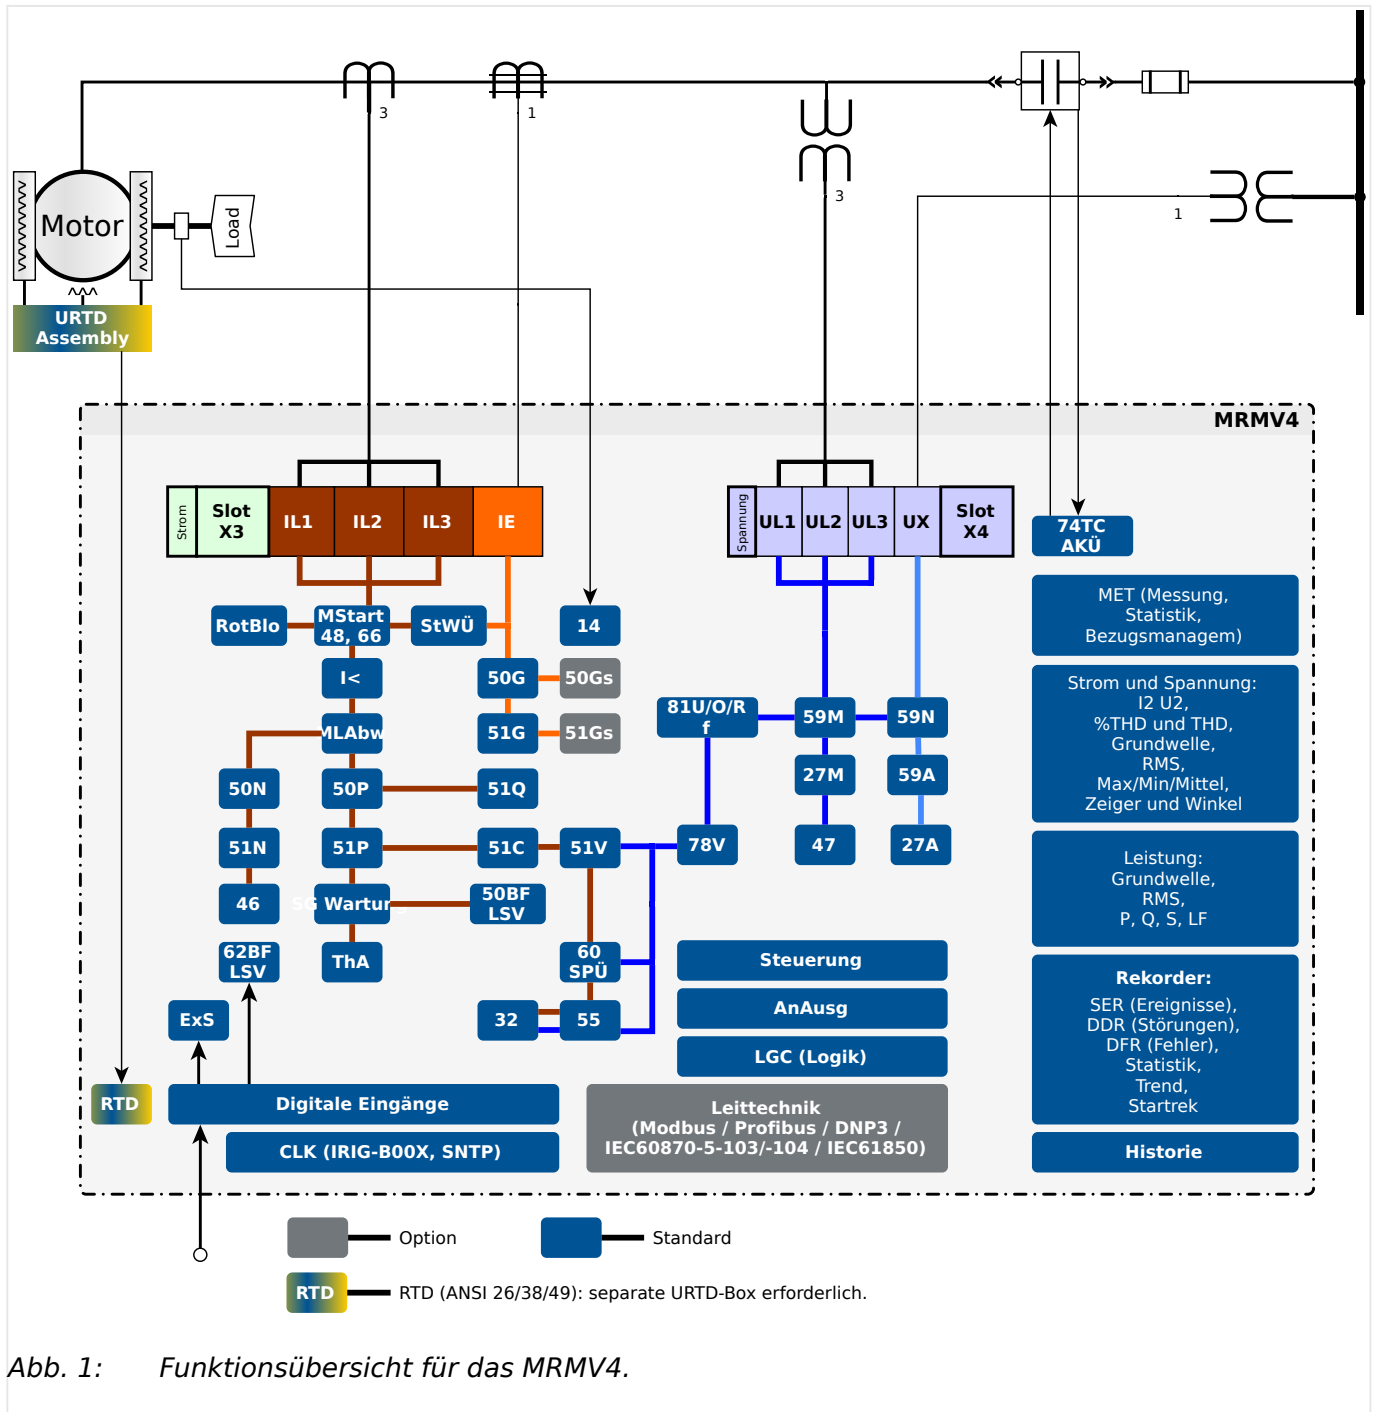 3
1
Motor
Load
3
1
URTD
Assembly
MRMV4
Strom
Slot
X3
IL1
IL2
IL3
IE
Spannung
UL1
UL2
UL3
UX
Slot
X4
74TC
AKÜ
RotBlo
MStart
48, 66
StWÜ
14
I<
50G
50Gs
MLAbw
51G
51Gs
81U/O/R
f
59M
59N
50N
50P
51Q
27M
59A
51N
51P
51C
51V
78V
47
27A
46
SG Wartung
50BF
LSV
62BF
LSV
ThA
60
SPÜ
ExS
32
55
Steuerung
AnAusg
LGC (Logik)
MET (Messung,
Statistik,
Bezugsmanagem)
Strom und Spannung:
I2 U2,
%THD und THD,
Grundwelle,
RMS,
Max/Min/Mittel,
Zeiger und Winkel
Leistung:
Grundwelle,
RMS,
P, Q, S, LF
Rekorder:
SER (Ereignisse),
DDR (Störungen),
DFR (Fehler),
Statistik,
Trend,
Startrek
Historie
RTD
Digitale Eingänge
CLK (IRIG-B00X, SNTP)
Leittechnik
(Modbus / Profibus / DNP3 /
IEC60870-5-103/-104 / IEC61850)
Option
Standard
RTD
RTD (ANSI 26/38/49): separate URTD-Box erforderlich.
Abb. 1: Funktionsübersicht für das MRMV4.